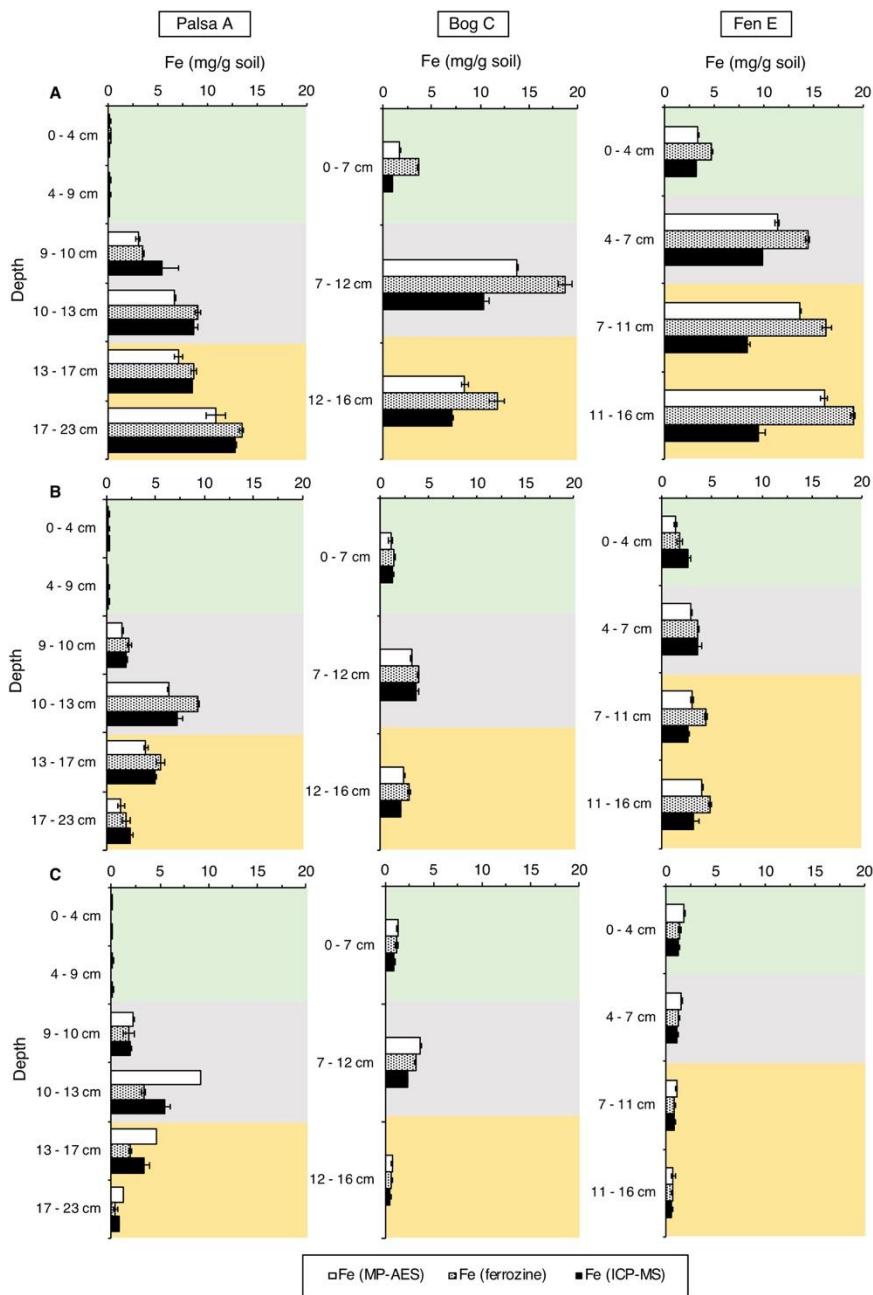 Palsa A Bog C Fen E
Fe (mg/g soil) Fe (mg/g soil) Fe (mg/g soil)
A
0 5 10 15 20 0 5 10 15 20 0 5 10 15 20
Depth
0 - 4 cm
4 - 9 cm
9 - 10 cm
10 - 13 cm
13 - 17 cm
17 - 23 cm
0 - 7 cm
7 - 12 cm
12 - 16 cm
0 - 4 cm
4 - 7 cm
7 - 11 cm
11 - 16 cm
B
0 5 10 15 20 0 5 10 15 20 0 5 10 15 20
Depth
0 - 4 cm
4 - 9 cm
9 - 10 cm
10 - 13 cm
13 - 17 cm
17 - 23 cm
0 - 7 cm
7 - 12 cm
12 - 16 cm
0 - 4 cm
4 - 7 cm
7 - 11 cm
11 - 16 cm
C
0 5 10 15 20 0 5 10 15 20 0 5 10 15 20
Depth
0 - 4 cm
4 - 9 cm
9 - 10 cm
10 - 13 cm
13 - 17 cm
17 - 23 cm
0 - 7 cm
7 - 12 cm
12 - 16 cm
0 - 4 cm
4 - 7 cm
7 - 11 cm
11 - 16 cm
Fe (MP-AES) Fe (ferrozine) Fe (ICP-MS)